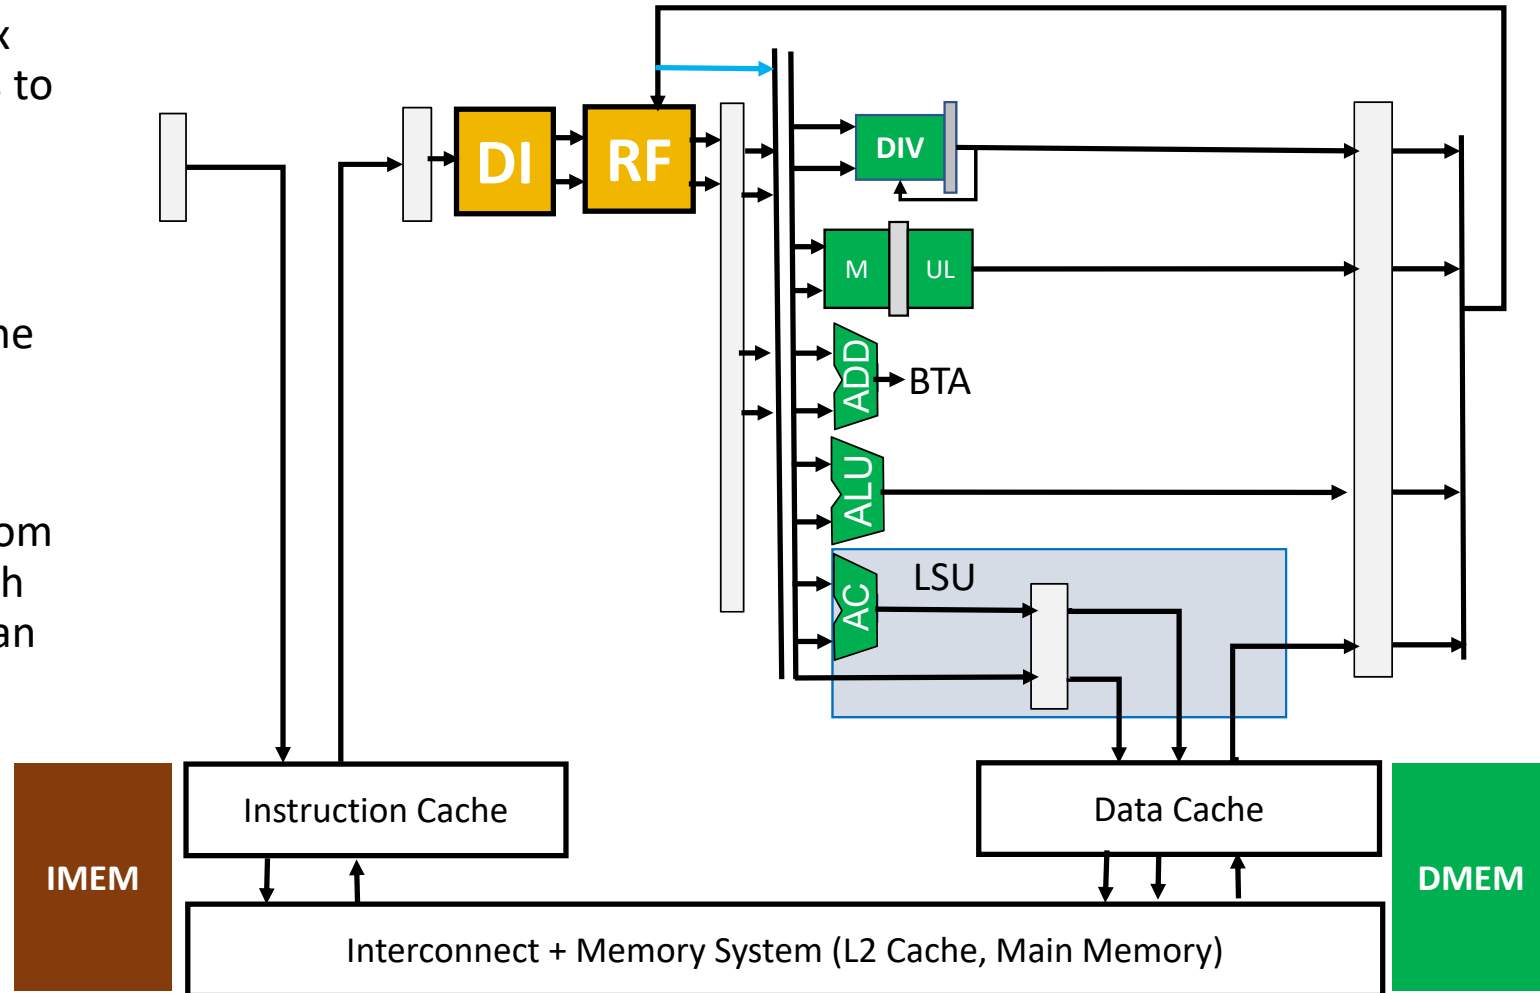 x
to
ne
om
h
an
DI
RF
DIV
M UL
ADD
BTA
ALU
AC
LSU
Instruction Cache
Data Cache
IMEM
DMEM
Interconnect + Memory System (L2 Cache, Main Memory)